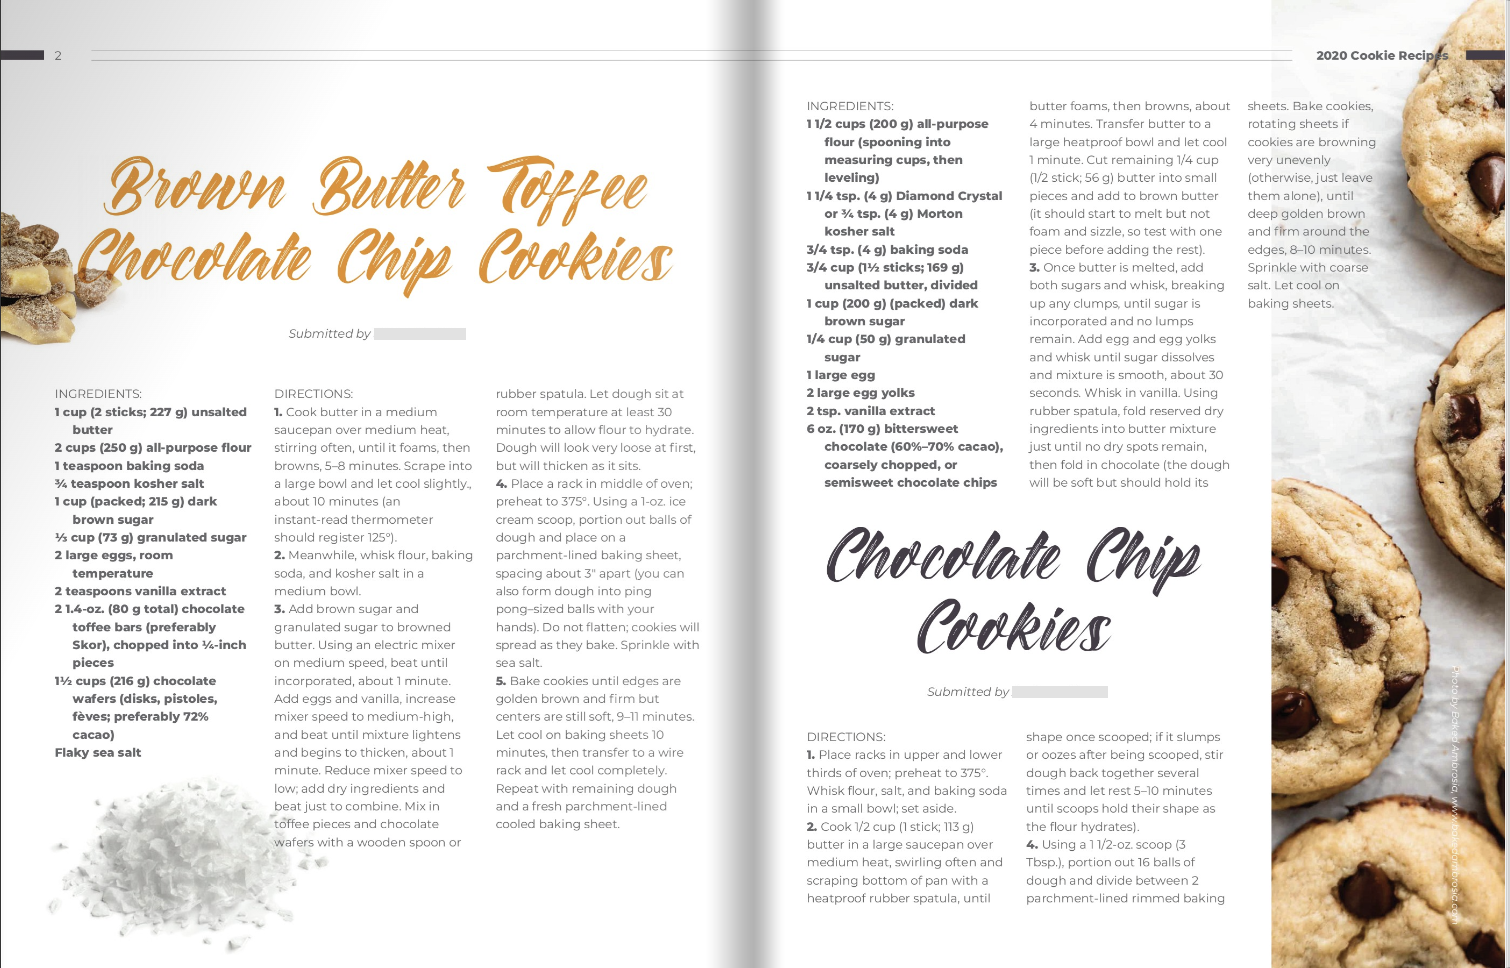 2
2020 Cookie Recipes
Brown Butter Toffee
Chocolate Chip Cookies
Submitted by
INGREDIENTS:
1 cup (2 sticks; 227 g) unsalted
butter
2 cups (250 g) all-purpose flour
1 teaspoon baking soda
¾ teaspoon kosher salt
1 cup (packed; 215 g) dark
brown sugar
⅓ cup (73 g) granulated sugar
2 large eggs, room
temperature
2 teaspoons vanilla extract
2 1.4-oz. (80 g total) chocolate
toffee bars (preferably
Skor), chopped into ¼-inch
pieces
1½ cups (216 g) chocolate
wafers (disks, pistoles,
fèves; preferably 72%
cacao)
Flaky sea salt
DIRECTIONS:
1. Cook butter in a medium
saucepan over medium heat,
stirring often, until it foams, then
browns, 5–8 minutes. Scrape into
a large bowl and let cool slightly.,
about 10 minutes (an
instant-read thermometer
should register 125°).
2. Meanwhile, whisk flour, baking
soda, and kosher salt in a
medium bowl.
3. Add brown sugar and
granulated sugar to browned
butter. Using an electric mixer
on medium speed, beat until
incorporated, about 1 minute.
Add eggs and vanilla, increase
mixer speed to medium-high,
and beat until mixture lightens
and begins to thicken, about 1
minute. Reduce mixer speed to
low; add dry ingredients and
beat just to combine. Mix in
toffee pieces and chocolate
wafers with a wooden spoon or
rubber spatula. Let dough sit at
room temperature at least 30
minutes to allow flour to hydrate.
Dough will look very loose at first,
but will thicken as it sits.
4. Place a rack in middle of oven;
preheat to 375°. Using a 1-oz. ice
cream scoop, portion out balls of
dough and place on a
parchment-lined baking sheet,
spacing about 3" apart (you can
also form dough into ping
pong–sized balls with your
hands). Do not flatten; cookies will
spread as they bake. Sprinkle with
sea salt.
5. Bake cookies until edges are
golden brown and firm but
centers are still soft, 9–11 minutes.
Let cool on baking sheets 10
minutes, then transfer to a wire
rack and let cool completely.
Repeat with remaining dough
and a fresh parchment-lined
cooled baking sheet.
INGREDIENTS:
1 1/2 cups (200 g) all-purpose
flour (spooning into
measuring cups, then
leveling)
1 1/4 tsp. (4 g) Diamond Crystal
or ¾ tsp. (4 g) Morton
kosher salt
3/4 tsp. (4 g) baking soda
3/4 cup (1½ sticks; 169 g)
unsalted butter, divided
1 cup (200 g) (packed) dark
brown sugar
1/4 cup (50 g) granulated
sugar
1 large egg
2 large egg yolks
2 tsp. vanilla extract
6 oz. (170 g) bittersweet
chocolate (60%–70% cacao),
coarsely chopped, or
semisweet chocolate chips
butter foams, then browns, about
4 minutes. Transfer butter to a
large heatproof bowl and let cool
1 minute. Cut remaining 1/4 cup
(1/2 stick; 56 g) butter into small
pieces and add to brown butter
(it should start to melt but not
foam and sizzle, so test with one
piece before adding the rest).
3. Once butter is melted, add
both sugars and whisk, breaking
up any clumps, until sugar is
incorporated and no lumps
remain. Add egg and egg yolks
and whisk until sugar dissolves
and mixture is smooth, about 30
seconds. Whisk in vanilla. Using
rubber spatula, fold reserved dry
ingredients into butter mixture
just until no dry spots remain,
then fold in chocolate (the dough
will be soft but should hold its
sheets. Bake cookies,
rotating sheets if
cookies are browning
very unevenly
(otherwise, just leave
them alone), until
deep golden brown
and firm around the
edges, 8–10 minutes.
Sprinkle with coarse
salt. Let cool on
baking sheets.
Chocolate Chip
Cookies
Submitted by
DIRECTIONS:
1. Place racks in upper and lower
thirds of oven; preheat to 375°.
Whisk flour, salt, and baking soda
in a small bowl; set aside.
2. Cook 1/2 cup (1 stick; 113 g)
butter in a large saucepan over
medium heat, swirling often and
scraping bottom of pan with a
heatproof rubber spatula, until
shape once scooped; if it slumps
or oozes after being scooped, stir
dough back together several
times and let rest 5–10 minutes
until scoops hold their shape as
the flour hydrates).
4. Using a 1 1/2-oz. scoop (3
Tbsp.), portion out 16 balls of
dough and divide between 2
parchment-lined rimmed baking
Photo by Baked Ambrosia,